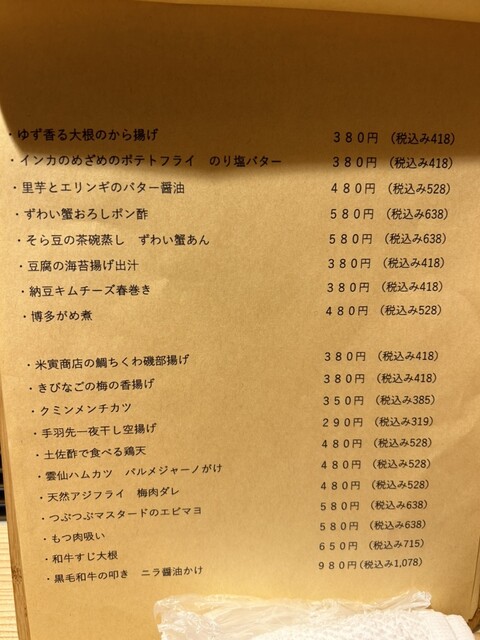 ・ゆず香る大根のから揚げ 380円 (税込み418)
・インカのめざめのポテトフライ のり塩バター 380円 (税込み418)
・里芋とエリンギのバター醤油 480円 (税込み528)
・ずわい蟹おろしポン酢 580円 (税込み638)
・そら豆の茶碗蒸し ずわい蟹あん 580円 (税込み638)
・豆腐の海苔揚げ出汁 380円 (税込み418)
・納豆キムチーズ春巻き 380円 (税込み418)
・博多がめ煮 480円 (税込み528)
・米寅商店の鯛ちくわ磯部揚げ 380円 (税込み418)
・きびなごの梅の香揚げ 380円 (税込み418)
・クミンメンチカツ 350円 (税込み385)
・手羽先一夜干し空揚げ 290円 (税込み319)
・土佐酢で食べる鶏天 480円 (税込み528)
・雲仙ハムカツ バルメジャーノがけ 480円 (税込み528)
・天然アジフライ 梅肉ダレ 480円 (税込み528)
・つぶつぶマスタードのエビマヨ 580円 (税込み638)
・もつ肉吸い 580円 (税込み638)
・和牛すじ大根 650円 (税込み715)
・黒毛和牛の叩き ニラ醤油かけ 980円 (税込み1,078)